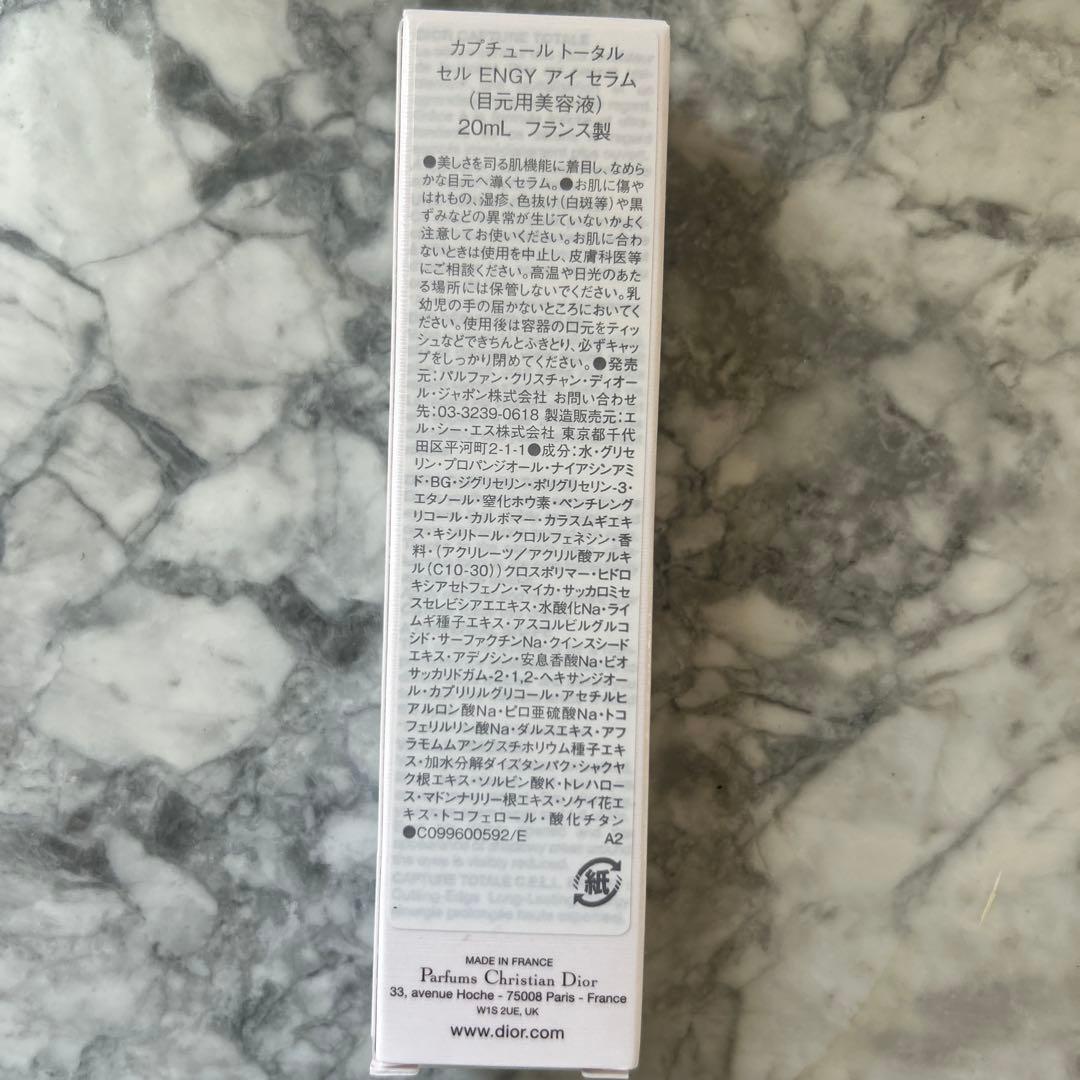 DIOR CAPTURE TOTALE
カプチュール トータル
セル ENGY アイ セラム
(目元用美容液)
20mL フランス製
●美しさを司る肌機能に着目し、なめら
かな目元へ導くセラム。●お肌に傷や
はれもの、湿疹、色抜け(白斑等)や黒
ずみなどの異常が生じていないかよく
注意してお使いください。お肌に合わ
ないときは使用を中止し、皮膚科医等
にご相談ください。高温や日光のあた
る場所には保管しないでください。乳
幼児の手の届かないところにおいてく
ださい。使用後は容器の口元をティッ
シュなどできちんとふきとり、必ずキャッ
プをしっかり閉めてください。●発売
元:パルファン・クリスチャン・ディオー
ル・ジャポン株式会社 お問い合わせ
先:03-3239-0618 製造販売元:エ
ル・シー・エス株式会社 東京都千代
田区平河町2-1-1●成分:水・グリセ
リン・プロパンジオール・ナイアシンアミ
ド・BG・ジグリセリン・ポリグリセリン-3・
エタノール・窒化ホウ素・ペンチレング
リコール・カルボマー・カラスムギエキ
ス・キシリトール・クロルフェネシン・香
料・(アクリレーツ/アクリル酸アルキ
ル(C10-30))クロスポリマー・ヒドロ
キシアセトフェノン・マイカ・サッカロミセ
スセレビシアエエキス・水酸化Na・ライ
ムギ種子エキス・アスコルビルグルコ
シド・サーファクチンNa・クインスシード
エキス・アデノシン・安息香酸Na・ビオ
サッカリドガム-2・1,2-ヘキサンジオー
ル・カプリリルグリコール・アセチルヒ
アルロン酸Na・ピロ亜硫酸Na・トコ
フェリルリン酸Na・ダルスエキス・アフ
ラモムムアングスチホリウム種子エキ
ス・加水分解ダイズタンパク・シャクヤ
ク根エキス・ソルビン酸K・トレハロー
ス・マドンナリリー根エキス・ソケイ花エ
キス・トコフェロール・酸化チタン
●C099600592/E A2
the eyes is visibly reduced.
CAPTURE TOTALE C.E.L.L.
Cutting-Edge Long-Lasting
紙
MADE IN FRANCE
Parfums Christian Dior
33, avenue Hoche - 75008 Paris - France
W1S 2UE, UK
www.dior.com